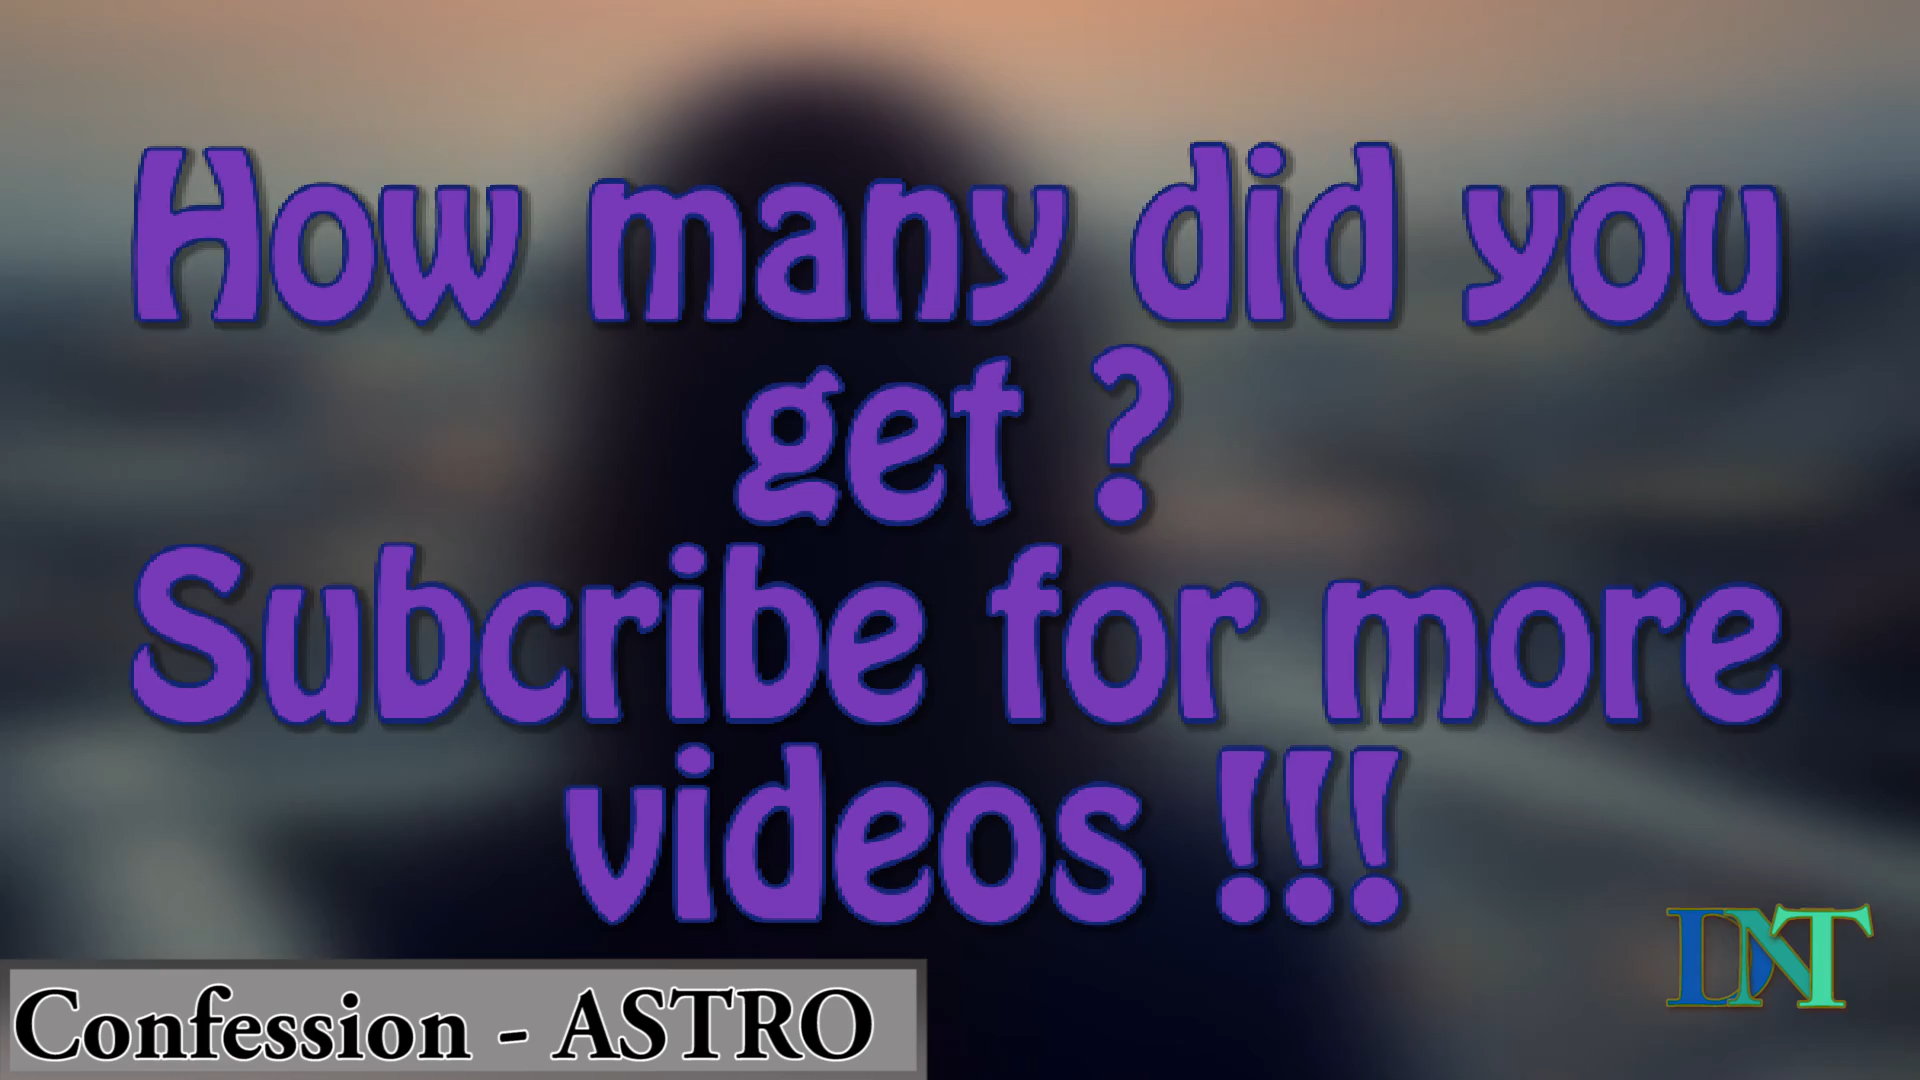 How many did you
get ?
Subcribe for more
videos !!!
DNT
Confession - ASTRO